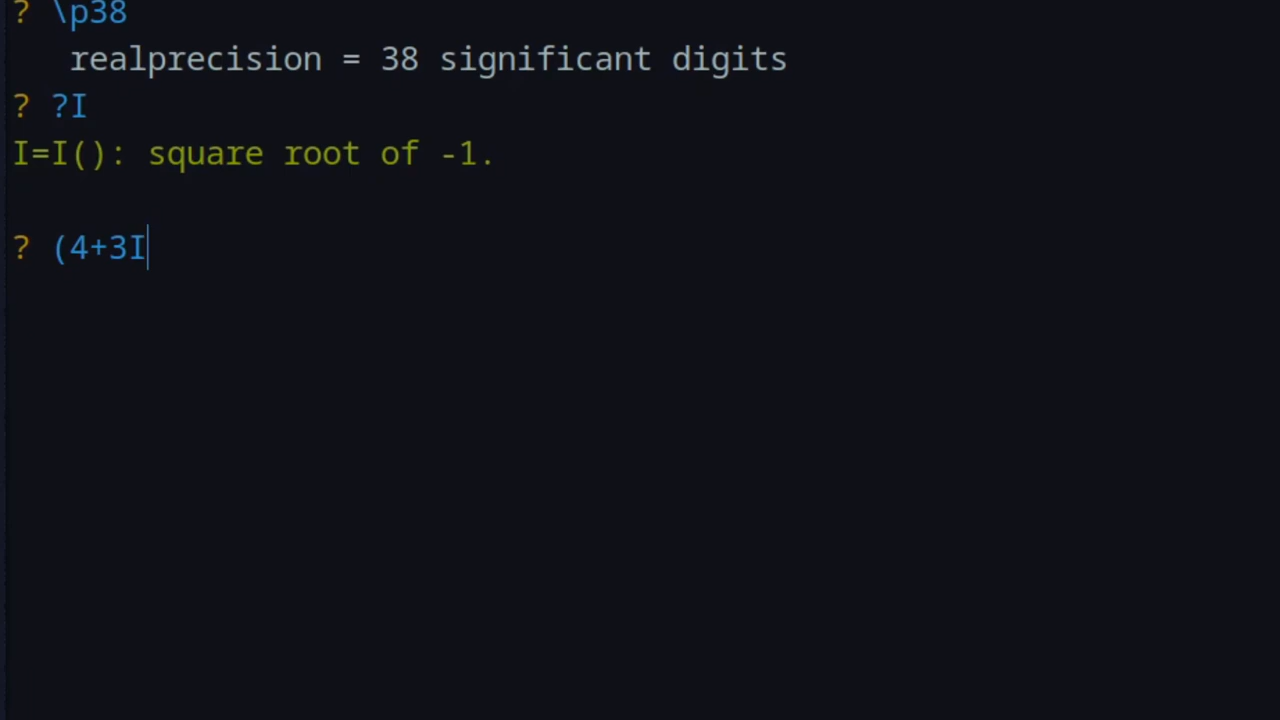 ? \p38
realprecision = 38 significant digits
? ?I
I=I(): square root of -1.
? (4+3I